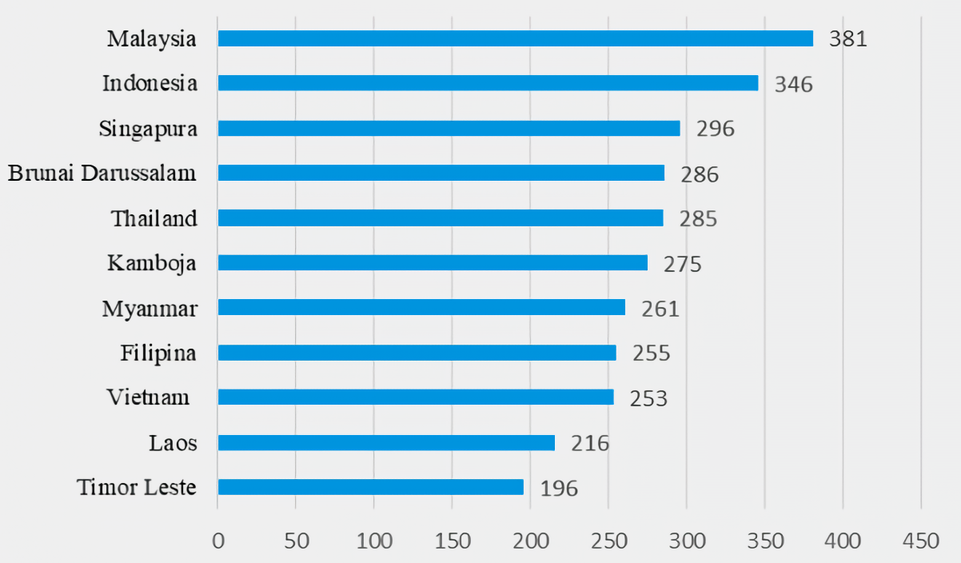 Malaysia 381
Indonesia 346
Singapura 296
Brunai Darussalam 286
Thailand 285
Kamboja 275
Myanmar 261
Filipina 255
Vietnam 253
Laos 216
Timor Leste 196
0 50 100 150 200 250 300 350 400 450